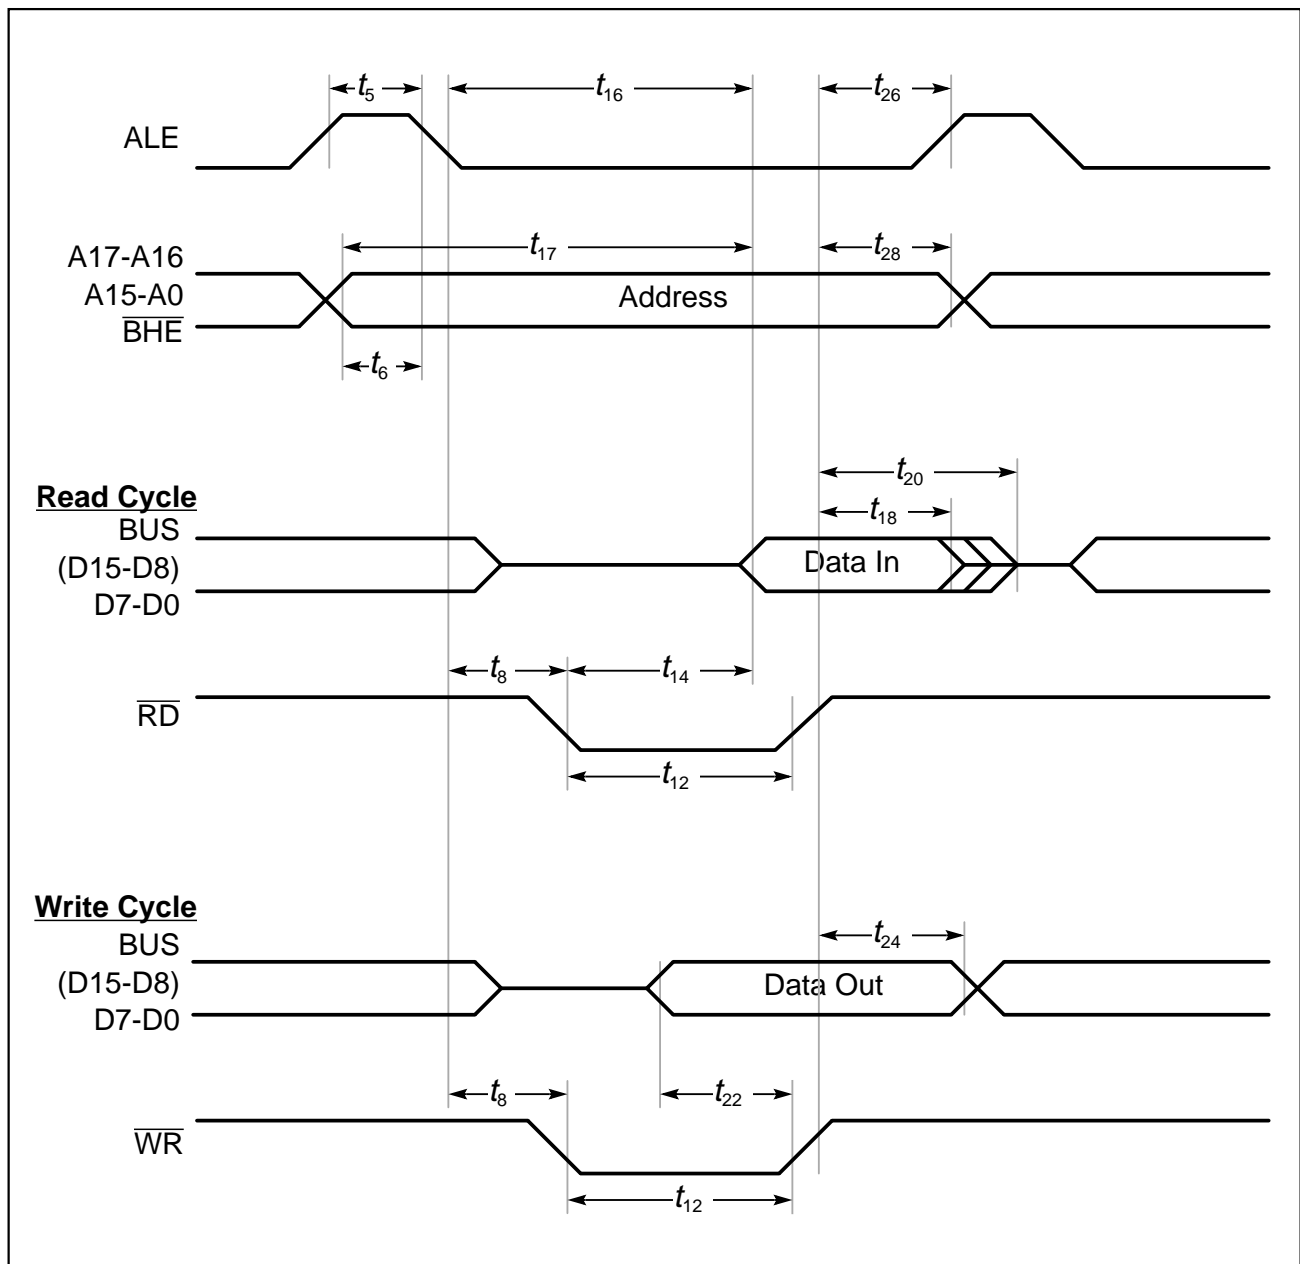 t5 t16 t26
ALE
t17 t28
A17-A16
A15-A0 Address
BHE
t6
t20
Read Cycle
t18
BUS
(D15-D8) Data In
D7-D0
t8 t14
RD
t12
Write Cycle
t24
BUS
(D15-D8) Data Out
D7-D0
t8 t22
WR
t12